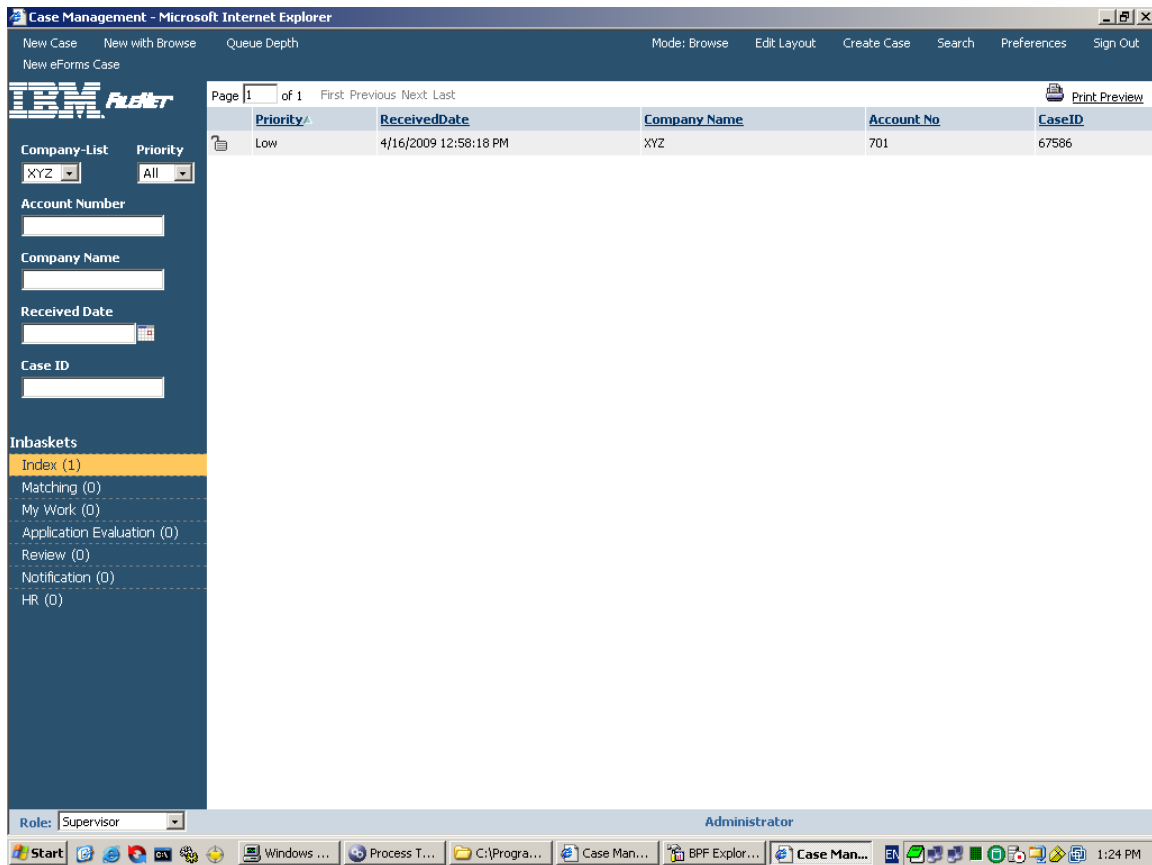 Case Management - Microsoft Internet Explorer
New Case New with Browse Queue Depth Mode: Browse Edit Layout Create Case Search Preferences Sign Out
New eForms Case
IBM. FILENET
Page 1 of 1 First Previous Next Last Print Preview
Priority ReceivedDate Company Name Account No CaseID
Low 4/16/2009 12:58:18 PM XYZ 701 67586
Company-List Priority
XYZ All
Account Number
Company Name
Received Date
Case ID
Inbaskets
Index (1)
Matching (0)
My Work (0)
Application Evaluation (0)
Review (0)
Notification (0)
HR (0)
Role: Supervisor Administrator
Start Windows ... Process T... C:\Progra... Case Man... BPF Explor... Case Man... EN 1:24 PM